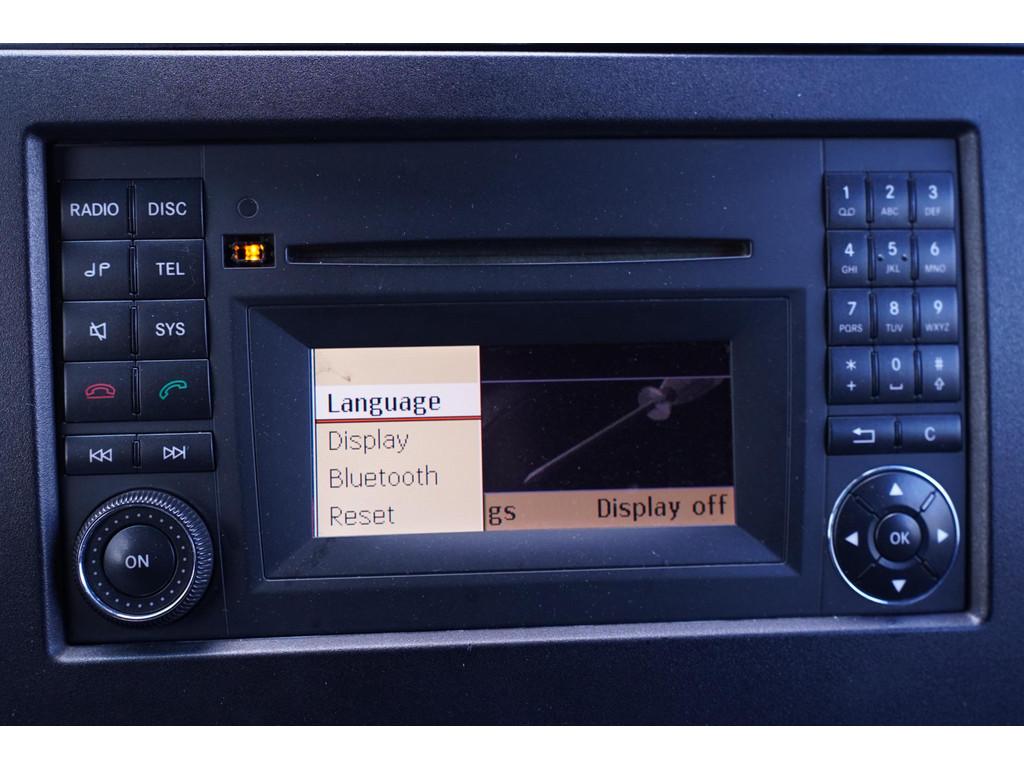 RADIO DISC
TEL
SYS
ON
Language
Display
Bluetooth
Reset
gs Display off
1 2 3
ABC DEF
4 5 6
GHI JKL MNO
7 8 9
PQRS TUV WXYZ
* 0 #
+
C
OK